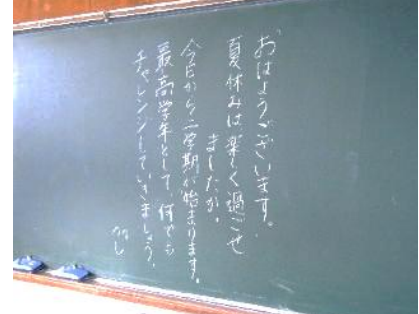 おはようございます。
夏休みは楽しく過ごせ
ましたか。
今日から二学期が始まります。
最高学年として、何でも
チャレンジしていきましょう。